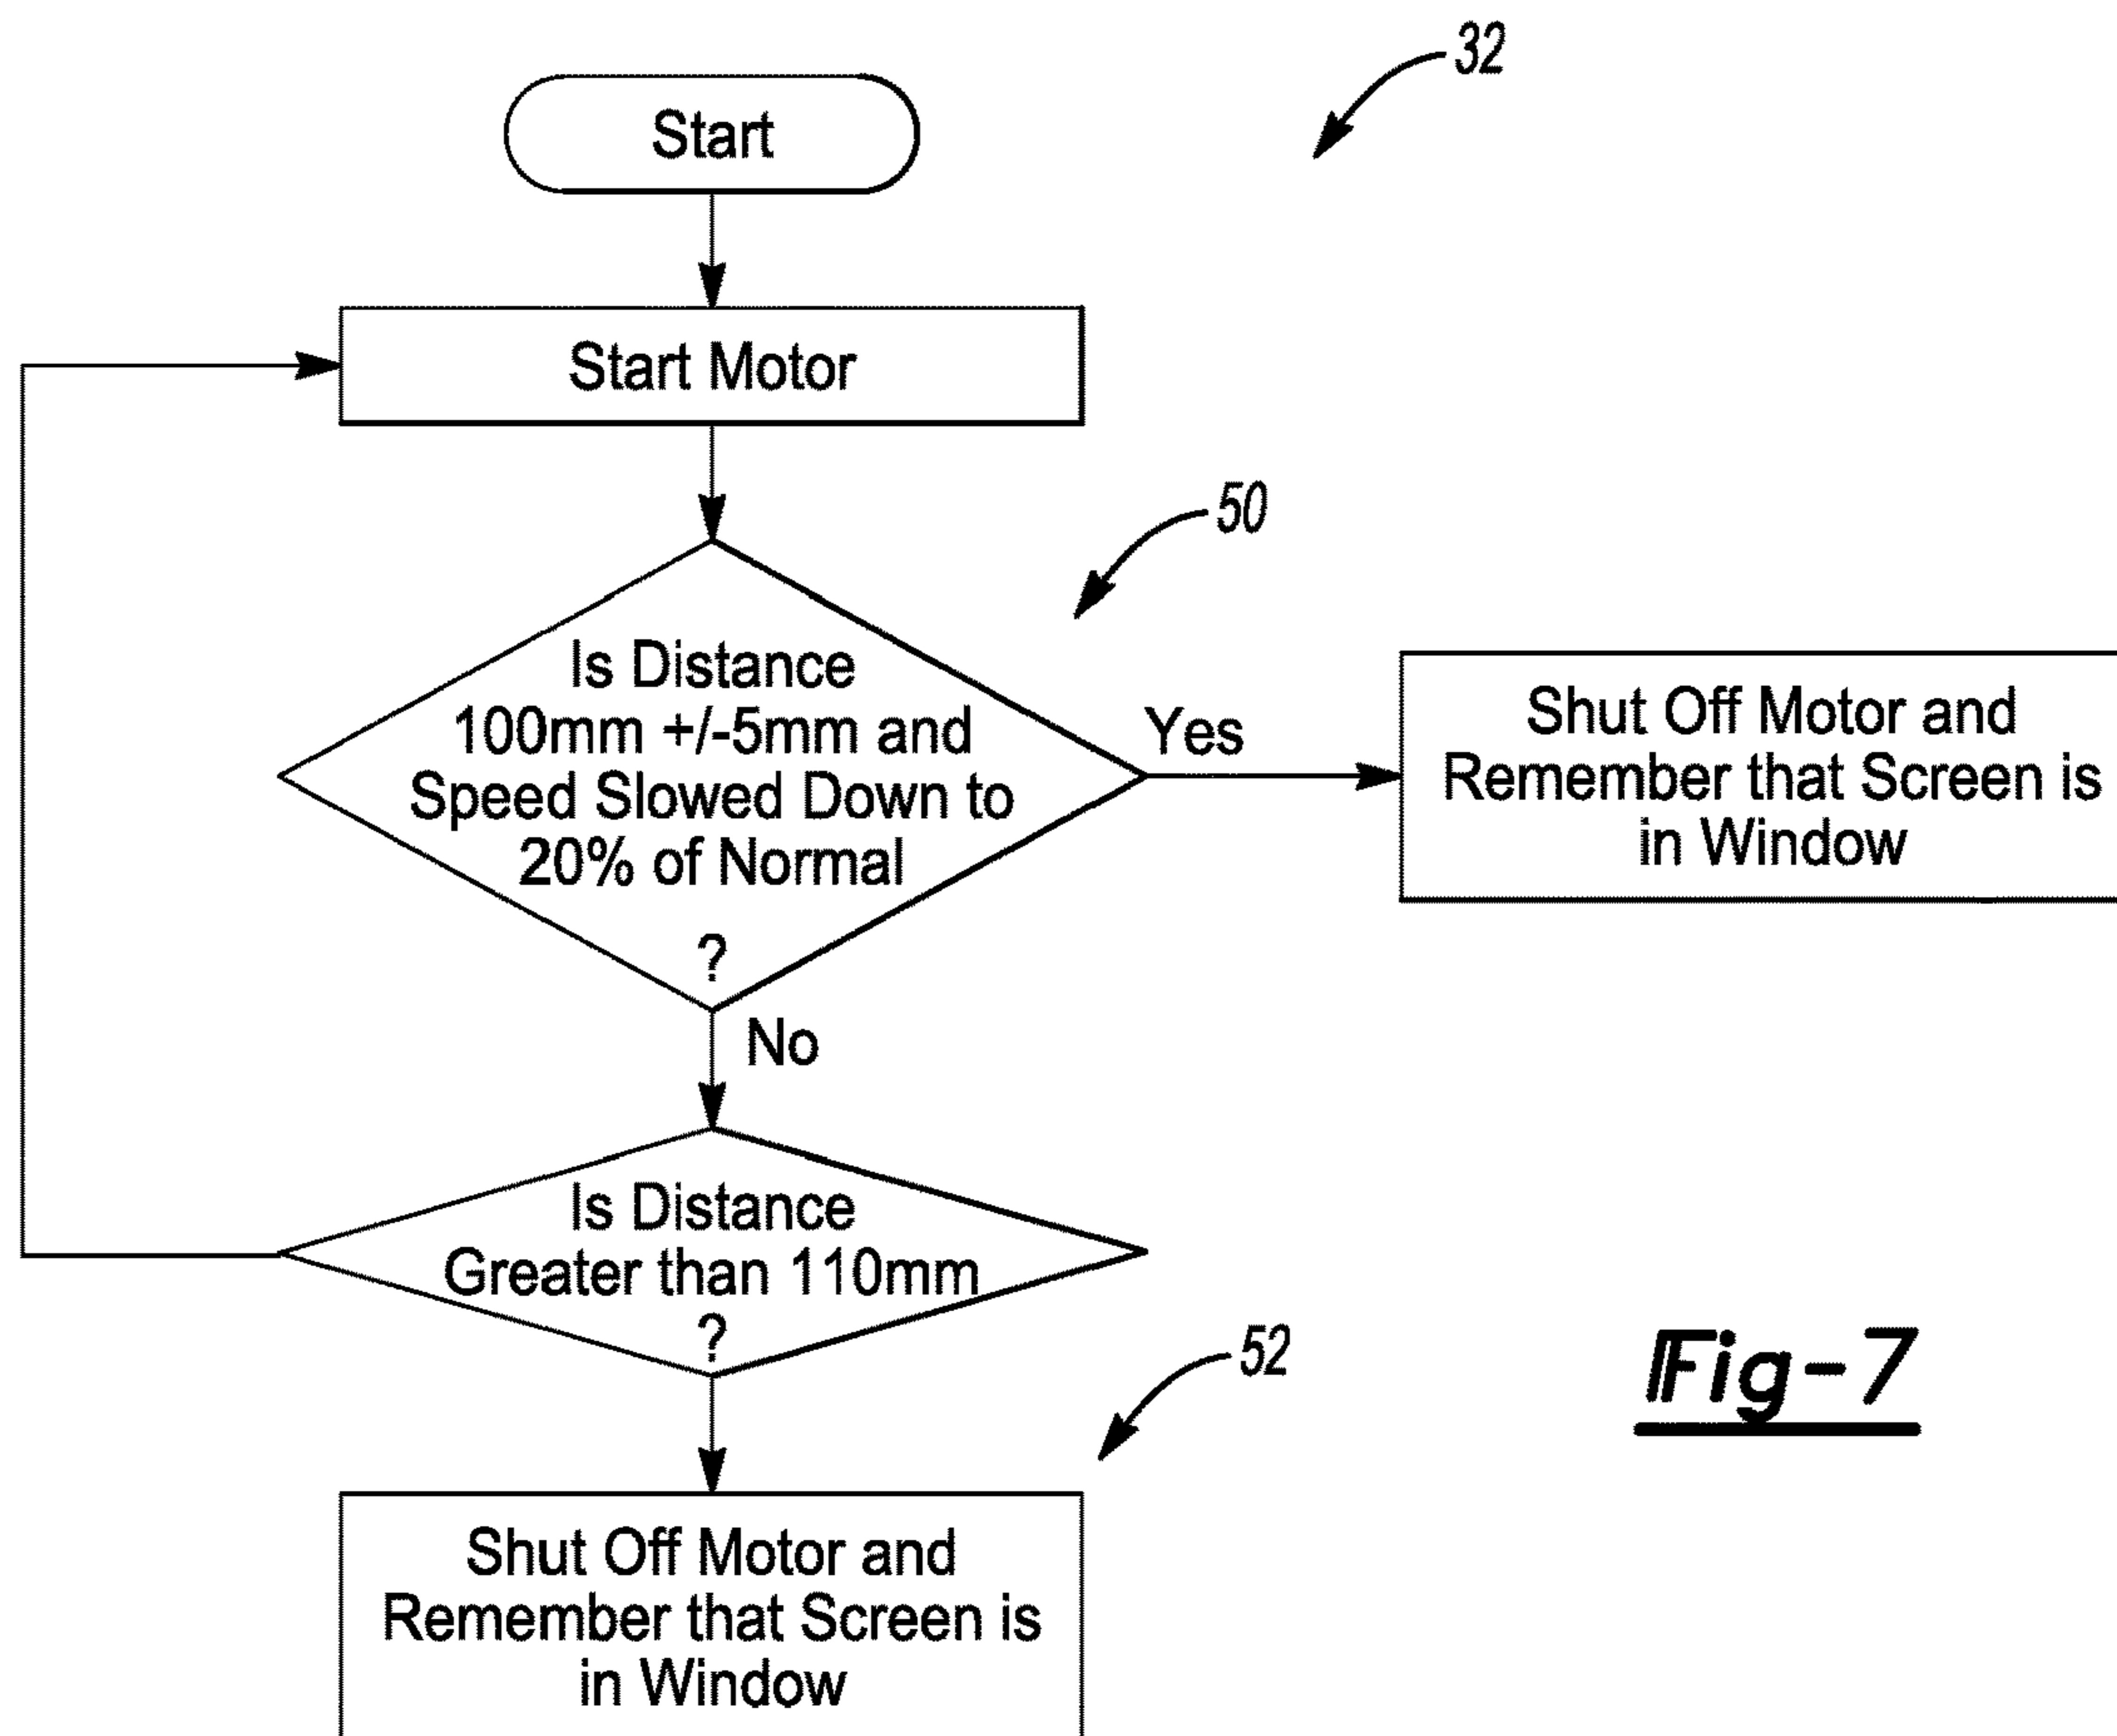 32
Start
Start Motor
50
Is Distance
100mm +/-5mm and
Speed Slowed Down to
20% of Normal
?
Yes
Shut Off Motor and
Remember that Screen is
in Window
No
Is Distance
Greater than 110mm
?
52
Shut Off Motor and
Remember that Screen is
in Window
Fig-7